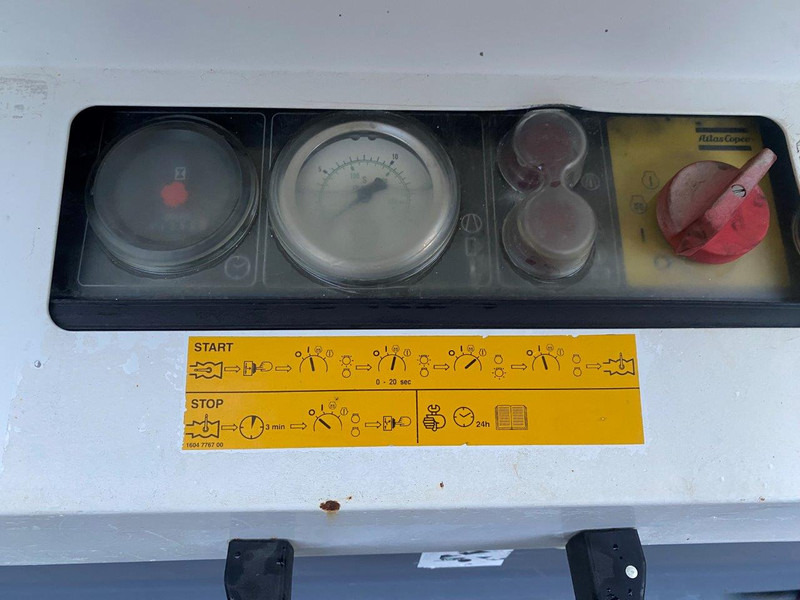 Atlas Copco
START
0 - 20 sec
STOP
3 min
24h
1604 7767 00